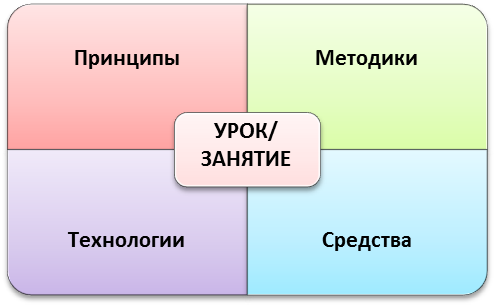 Принципы
Методики
УРОК/
ЗАНЯТИЕ
Технологии
Средства